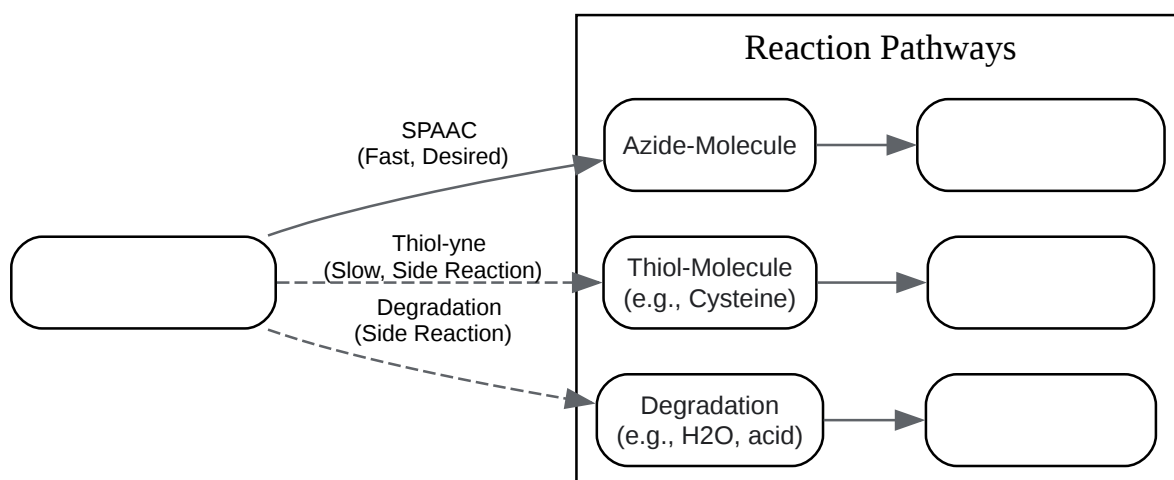 Reaction Pathways
SPAAC
(Fast, Desired)
Azide-Molecule
Thiol-yne
(Slow, Side Reaction)
Thiol-Molecule
(e.g., Cysteine)
Degradation
(Side Reaction)
Degradation
(e.g., H2O, acid)